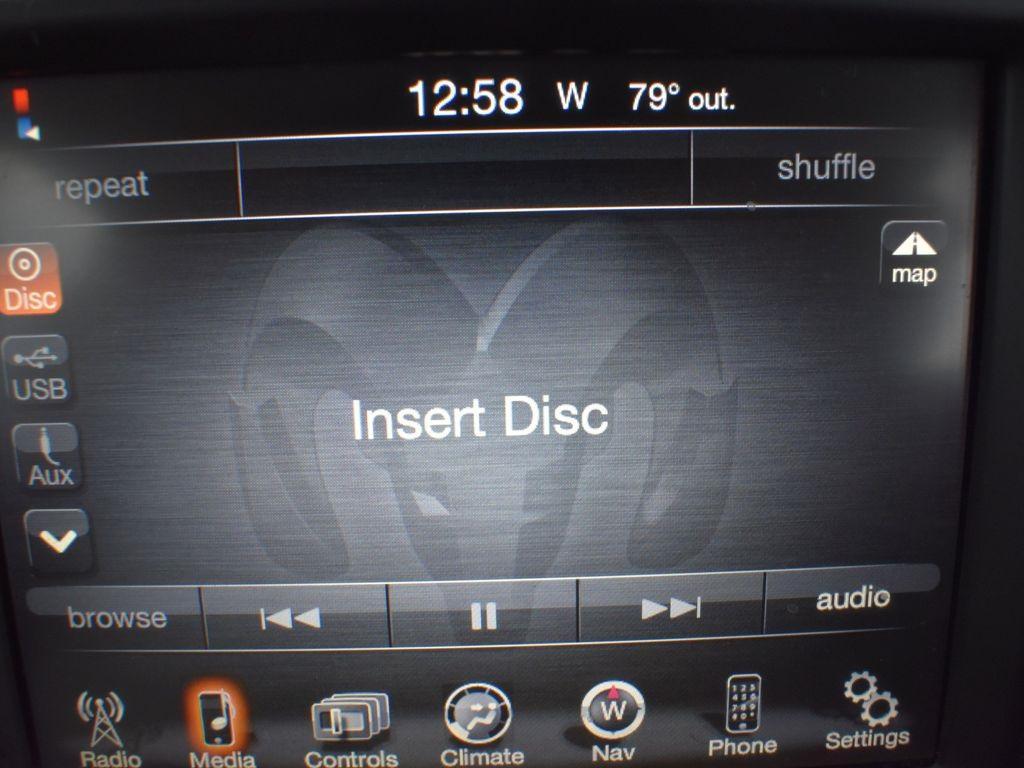 12:58 W 79° out.
repeat shuffle
Disc
map
USB
Insert Disc
Aux
browse audio
Radio Media Controls Climate W Nav Phone Settings